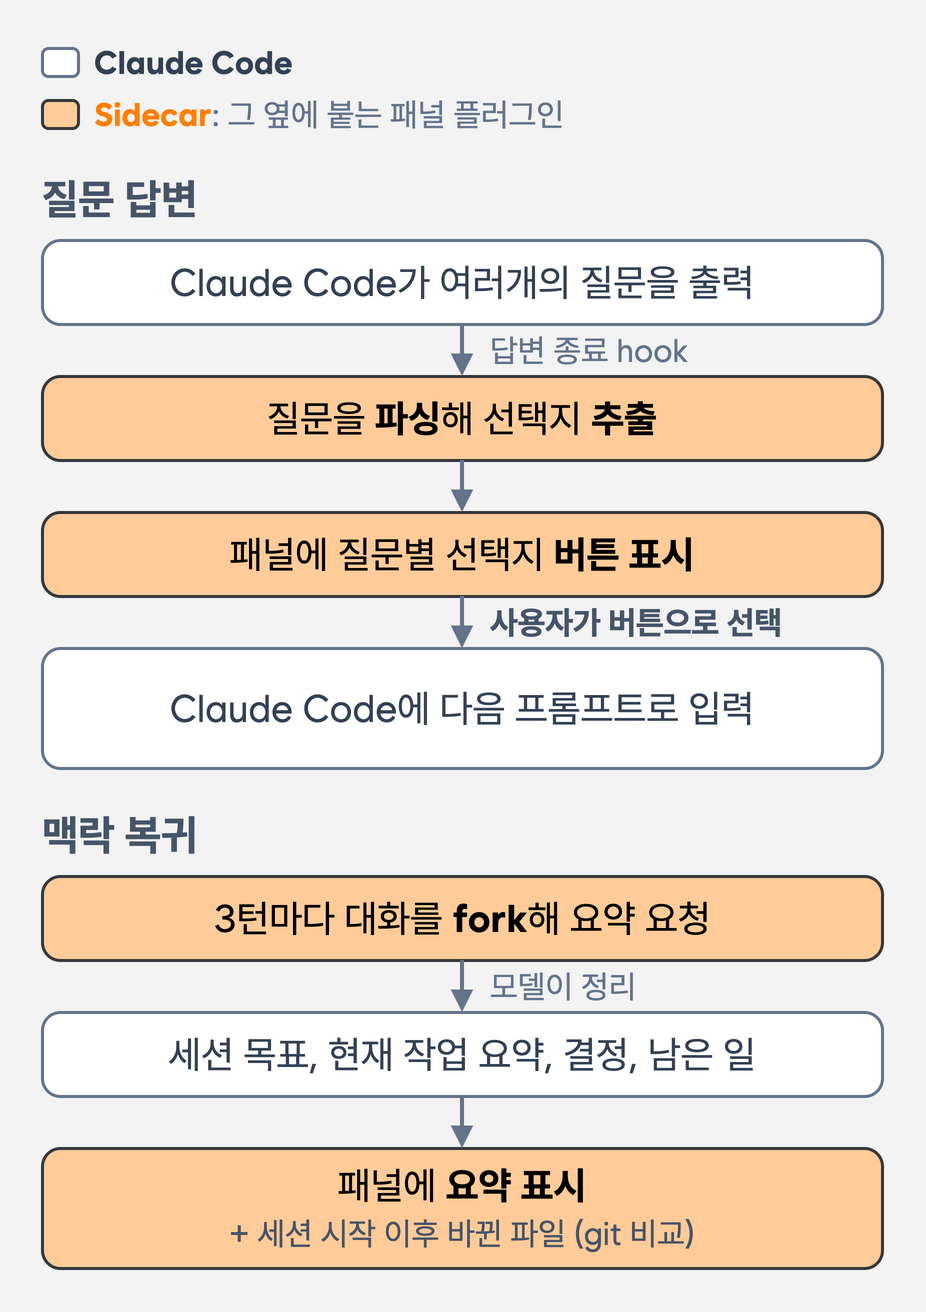 Claude Code
Sidecar: 그 옆에 붙는 패널 플러그인
질문 답변
Claude Code가 여러개의 질문을 출력
답변 종료 hook
질문을 파싱해 선택지 추출
패널에 질문별 선택지 버튼 표시
사용자가 버튼으로 선택
Claude Code에 다음 프롬프트로 입력
맥락 복귀
3턴마다 대화를 fork해 요약 요청
모델이 정리
세션 목표, 현재 작업 요약, 결정, 남은 일
패널에 요약 표시
+ 세션 시작 이후 바뀐 파일 (git 비교)